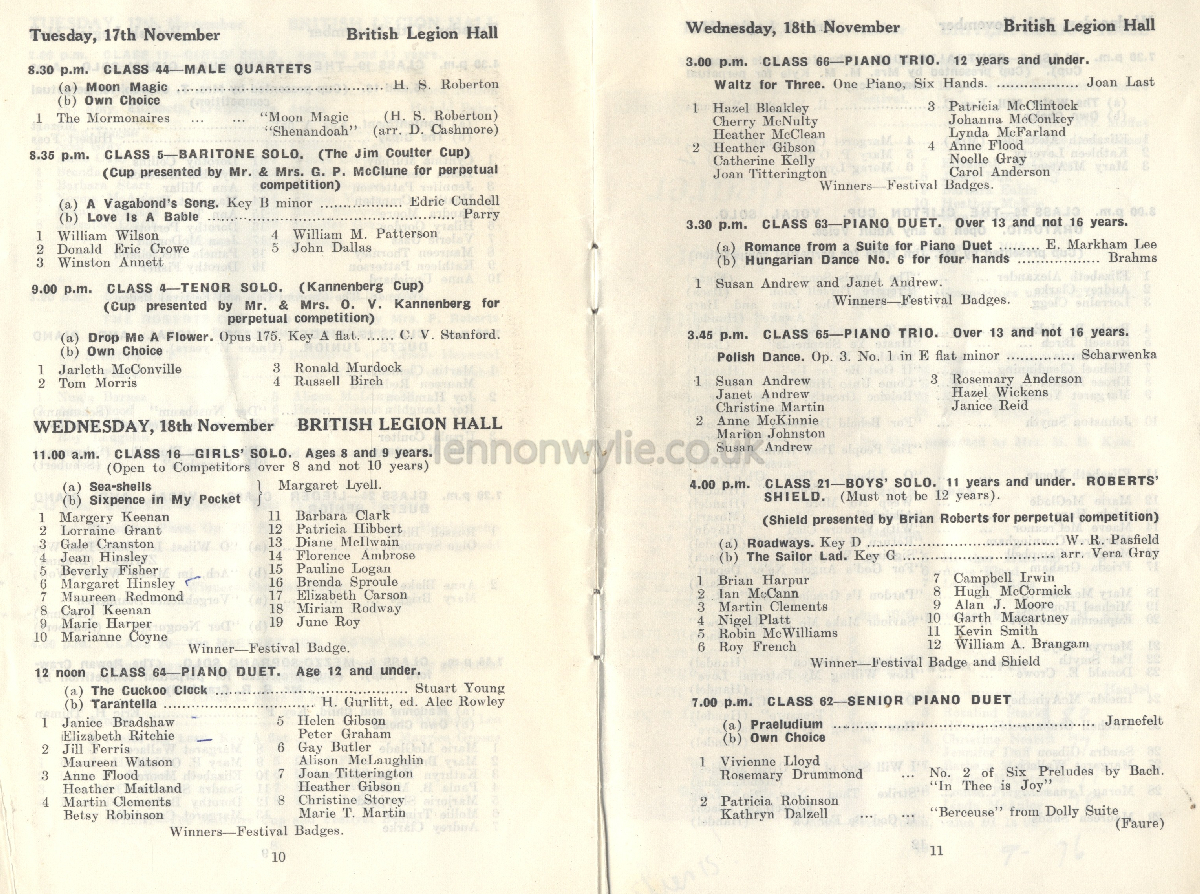 Tuesday, 17th November British Legion Hall
8.30 p.m. CLASS 44—MALE QUARTETS
(a) Moon Magic ........................................ H. S. Roberton
(b) Own Choice
1 The Mormonaires ... ... "Moon Magic (H. S. Roberton)
"Shenandoah" (arr. D. Cashmore)
8.35 p.m. CLASS 5—BARITONE SOLO. (The Jim Coulter Cup)
(Cup presented by Mr. & Mrs. G. P. McClune for perpetual
competition)
(a) A Vagabond's Song. Key B minor ................ Edric Cundell
(b) Love Is A Bable ................................................ Parry
1 William Wilson 4 William M. Patterson
2 Donald Eric Crowe 5 John Dallas
3 Winston Annett
9.00 p.m. CLASS 4—TENOR SOLO. (Kannenberg Cup)
(Cup presented by Mr. & Mrs. O. V. Kannenberg for
perpetual competition)
(a) Drop Me A Flower. Opus 175. Key A flat. ...... C. V. Stanford.
(b) Own Choice
1 Jarleth McConville 3 Ronald Murdock
2 Tom Morris 4 Russell Birch
WEDNESDAY, 18th November BRITISH LEGION HALL
11.00 a.m. CLASS 16—GIRLS' SOLO. Ages 8 and 9 years.
(Open to Competitors over 8 and not 10 years)
(a) Sea-shells } Margaret Lyell.
(b) Sixpence in My Pocket }
1 Margery Keenan 11 Barbara Clark
2 Lorraine Grant 12 Patricia Hibbert
3 Gale Cranston 13 Diane McIlwain
4 Jean Hinsley 14 Florence Ambrose
5 Beverly Fisher 15 Pauline Logan
6 Margaret Hinsley 16 Brenda Sproule
7 Maureen Redmond 17 Elizabeth Carson
8 Carol Keenan 18 Miriam Rodway
9 Marie Harper 19 June Roy
10 Marianne Coyne
Winner—Festival Badge.
12 noon CLASS 64—PIANO DUET. Age 12 and under.
(a) The Cuckoo Clock ........................................ Stuart Young
(b) Tarantella ................................ H. Gurlitt, ed. Alec Rowley
1 Janice Bradshaw 5 Helen Gibson
Elizabeth Ritchie Peter Graham
2 Jill Ferris 6 Gay Butler
Maureen Watson Alison McLaughlin
3 Anne Flood 7 Joan Titterington
Heather Maitland Heather Gibson
4 Martin Clements 8 Christine Storey
Betsy Robinson Marie T. Martin
Winners—Festival Badges.
10
Wednesday, 18th November British Legion Hall
3.00 p.m. CLASS 66—PIANO TRIO. 12 years and under.
Waltz for Three. One Piano, Six Hands. .................. Joan Last
1 Hazel Bleakley 3 Patricia McClintock
Cherry McNulty Johanna McConkey
Heather McClean Lynda McFarland
2 Heather Gibson 4 Anne Flood
Catherine Kelly Noelle Gray
Joan Titterington Carol Anderson
Winners—Festival Badges.
3.30 p.m. CLASS 63—PIANO DUET. Over 13 and not 16 years.
(a) Romance from a Suite for Piano Duet ......... E. Markham Lee
(b) Hungarian Dance No. 6 for four hands .................. Brahms
1 Susan Andrew and Janet Andrew.
Winners—Festival Badges.
3.45 p.m. CLASS 65—PIANO TRIO. Over 13 and not 16 years.
Polish Dance. Op. 3. No. 1 in E flat minor ............... Scharwenka
1 Susan Andrew 3 Rosemary Anderson
Janet Andrew Hazel Wickens
Christine Martin Janice Reid
2 Anne McKinnie
Marion Johnston
Susan Andrew
lennonwylie.co.uk
4.00 p.m. CLASS 21—BOYS' SOLO. 11 years and under. ROBERTS'
SHIELD. (Must not be 12 years).
(Shield presented by Brian Roberts for perpetual competition)
(a) Roadways. Key D ........................................ W. R. Pasfield
(b) The Sailor Lad. Key G .............................. arr. Vera Gray
1 Brian Harpur 7 Campbell Irwin
2 Ian McCann 8 Hugh McCormick
3 Martin Clements 9 Alan J. Moore
4 Nigel Platt 10 Garth Macartney
5 Robin McWilliams 11 Kevin Smith
6 Roy French 12 William A. Brangam
Winner—Festival Badge and Shield
7.00 p.m. CLASS 62—SENIOR PIANO DUET
(a) Praeludium .................................................. Jarnefelt
(b) Own Choice
1 Vivienne Lloyd
Rosemary Drummond ... No. 2 of Six Preludes by Bach.
"In Thee is Joy"
2 Patricia Robinson
Kathryn Dalzell ... ... "Berceuse" from Dolly Suite
(Faure)
11